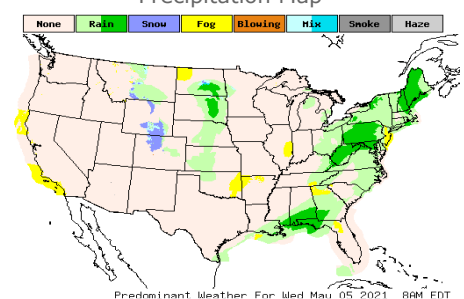 Precipitation Map
None Rain Snow Fog Blowing Mix Smoke Haze
Predominant Weather For Wed May 05 2021 8AM EDT